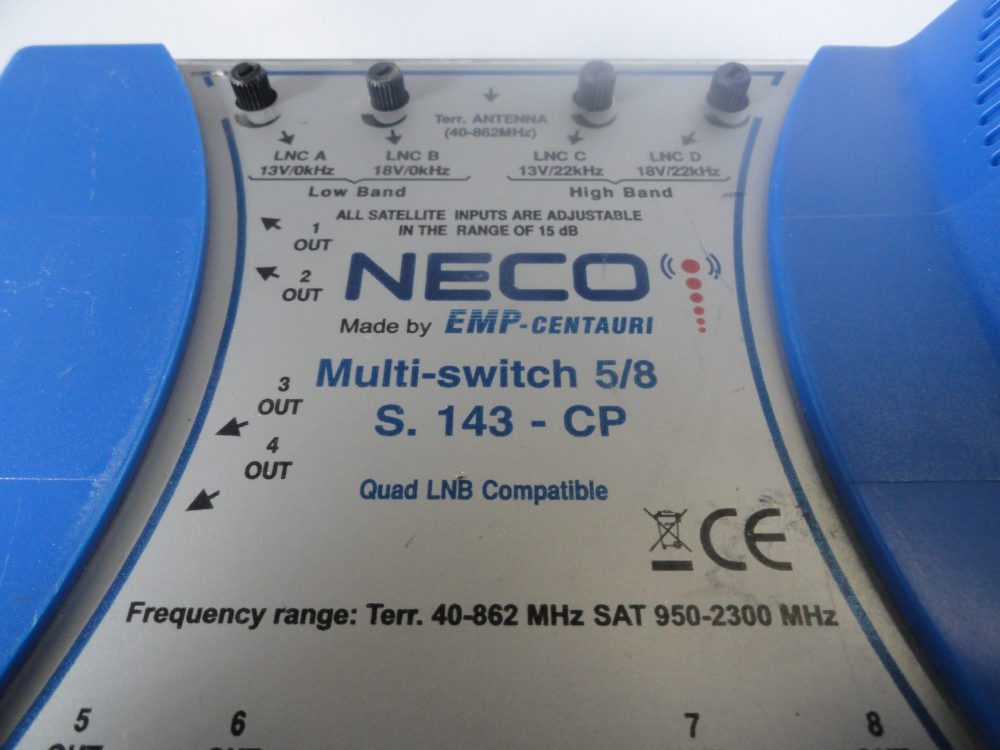 Terr. ANTENNA
(40-862MHz)
LNC A LNC B LNC C LNC D
13V/0kHz 18V/0kHz 13V/22kHz 18V/22kHz
Low Band High Band
ALL SATELLITE INPUTS ARE ADJUSTABLE
IN THE RANGE OF 15 dB
1
OUT
2
OUT
NECO
Made by EMP-CENTAURI
Multi-switch 5/8
S. 143 - CP
3
OUT
4
OUT
Quad LNB Compatible
CE
Frequency range: Terr. 40-862 MHz SAT 950-2300 MHz
5 6 7 8
OUT OUT